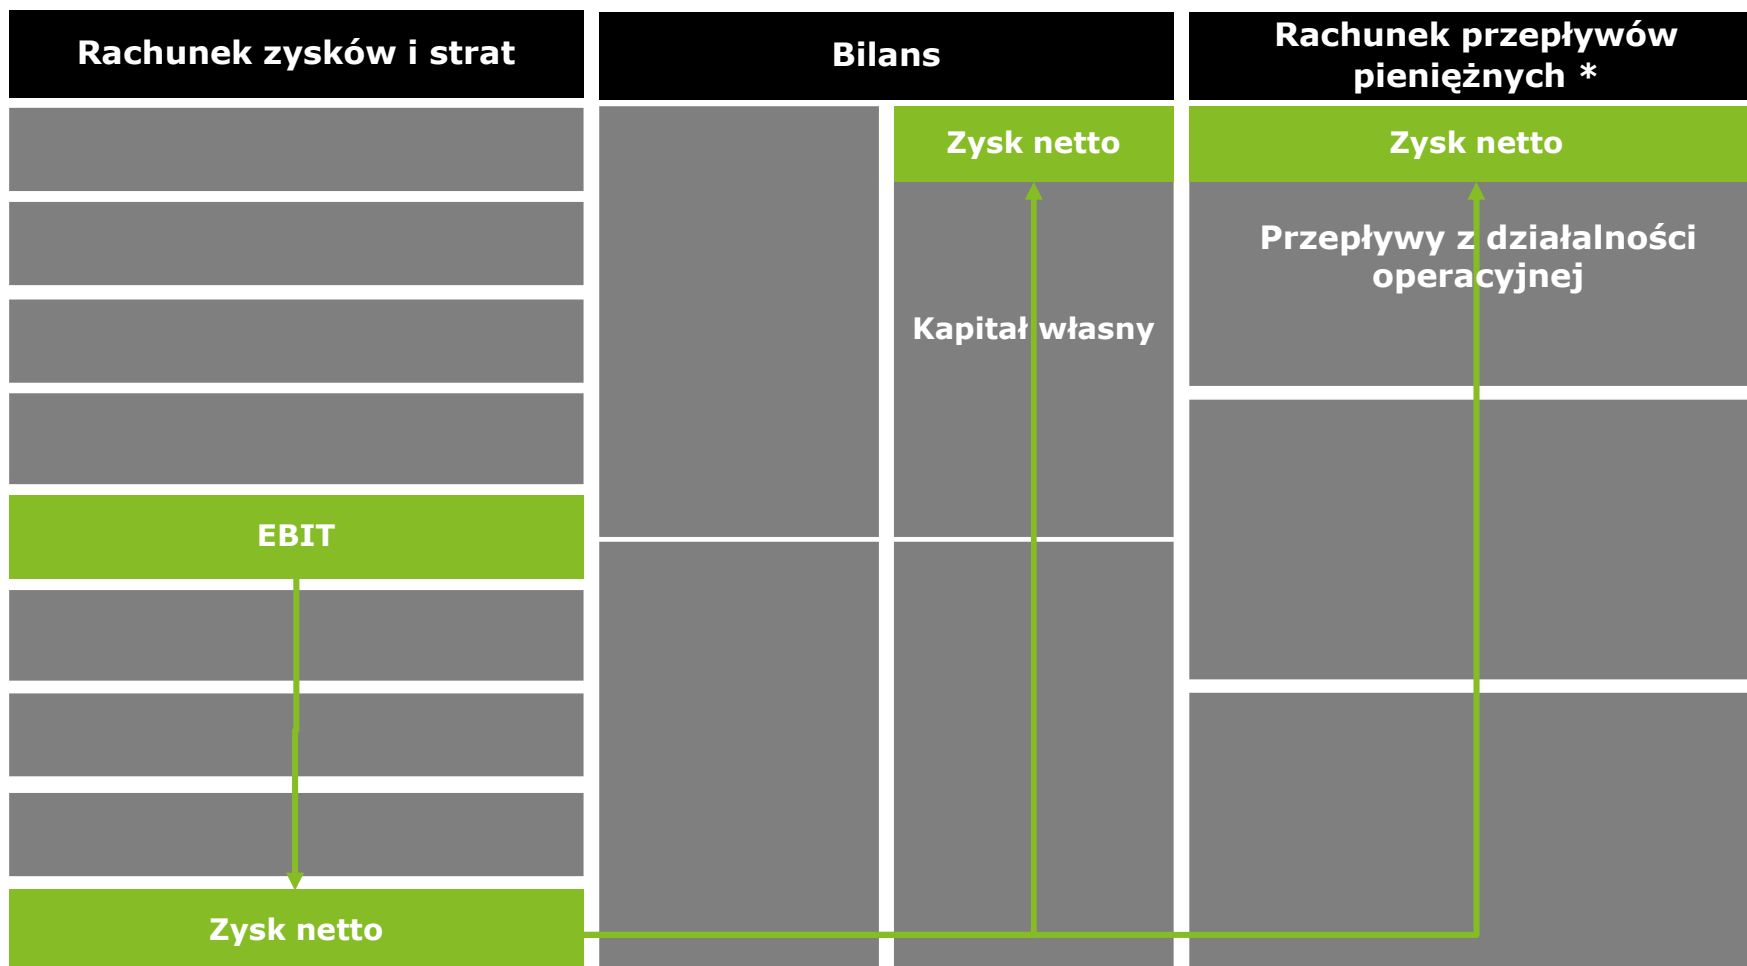 Rachunek zysków i strat
Bilans
Rachunek przepływów
pieniężnych *
Zysk netto
Zysk netto
Przepływy z działalności
operacyjnej
Kapitał własny
EBIT
Zysk netto